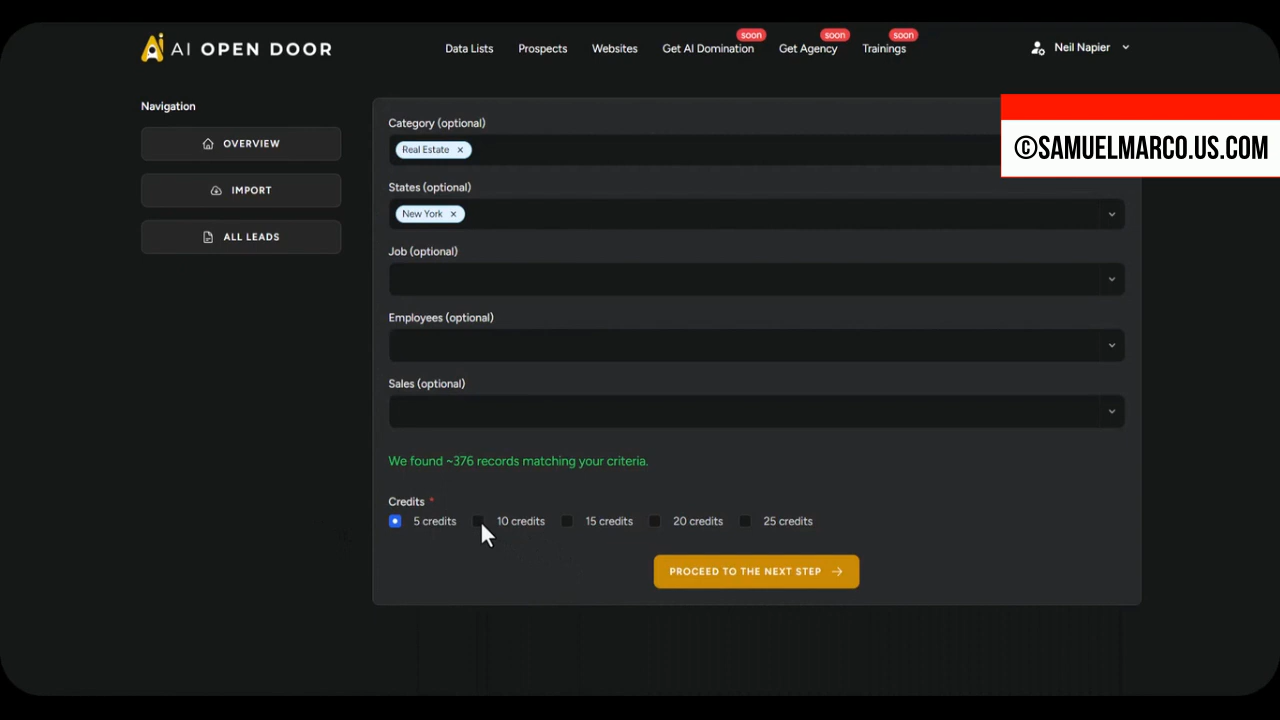 AI OPEN DOOR
Data Lists
Prospects
Websites
Get AI Domination
soon
Get Agency
soon
Trainings
soon
Neil Napier
Navigation
OVERVIEW
IMPORT
ALL LEADS
Category (optional)
Real Estate ×
©SAMUELMARCO.US.COM
States (optional)
New York ×
Job (optional)
Employees (optional)
Sales (optional)
We found ~376 records matching your criteria.
Credits *
5 credits 10 credits 15 credits 20 credits 25 credits
PROCEED TO THE NEXT STEP →